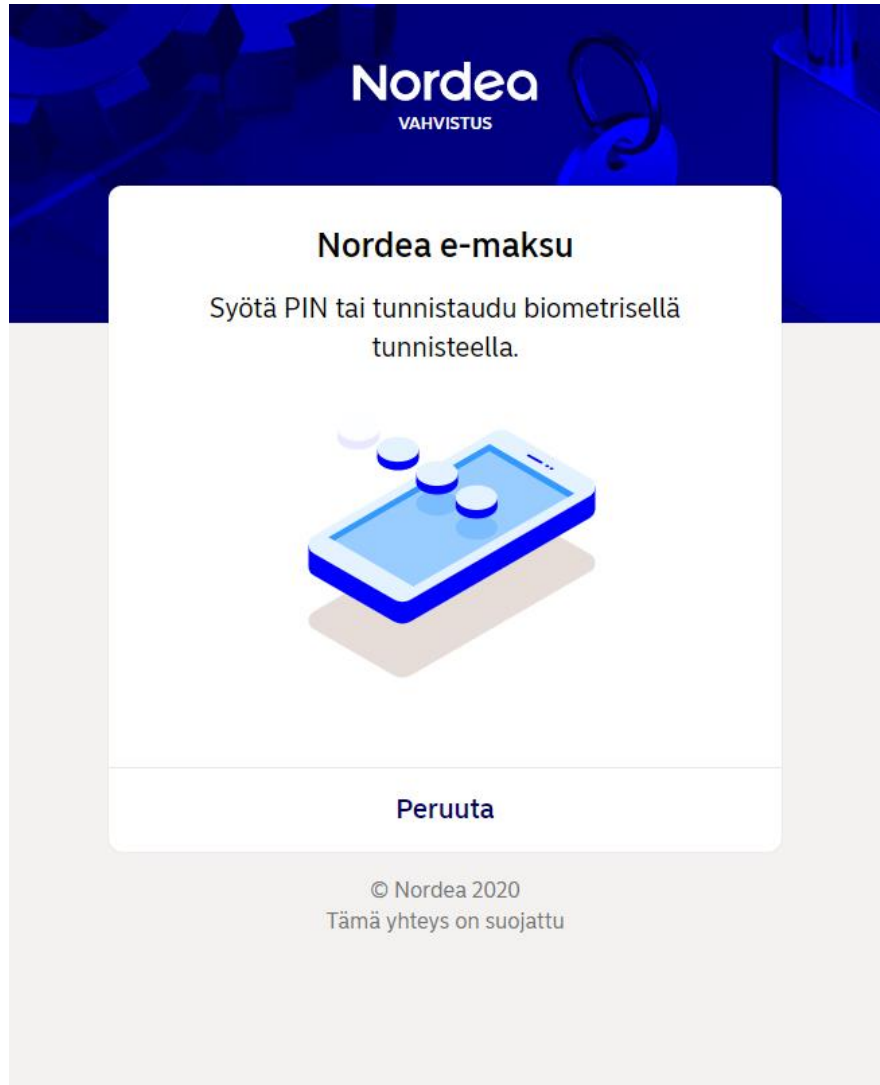 Nordea
VAHVISTUS
Nordea e-maksu
Syötä PIN tai tunnistaudu biometrisellä
tunnisteella.
Peruuta
© Nordea 2020
Tämä yhteys on suojattu